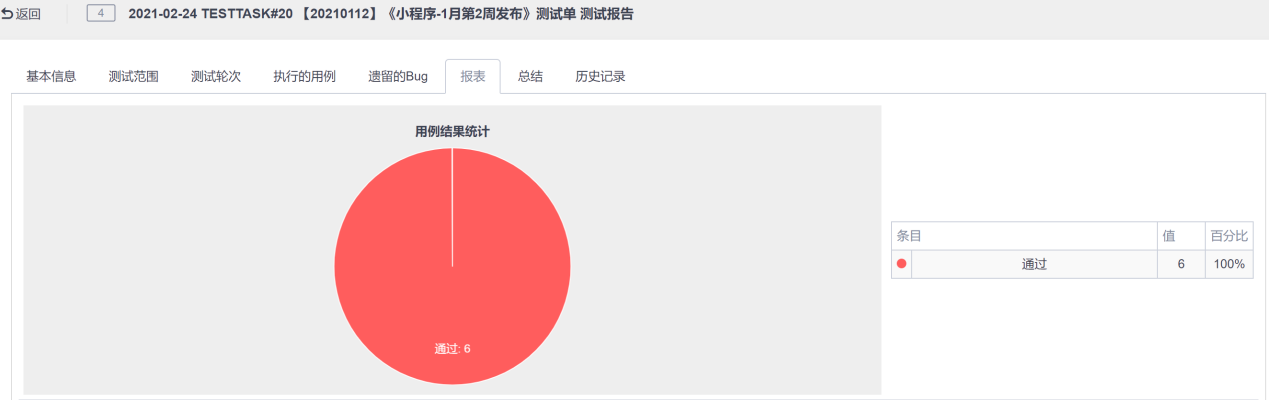 返回 4 2021-02-24 TESTTASK#20 【20210112】《小程序-1月第2周发布》测试单 测试报告
基本信息 测试范围 测试轮次 执行的用例 遗留的Bug 报表 总结 历史记录
用例结果统计
通过: 6
条目 值 百分比
通过 6 100%